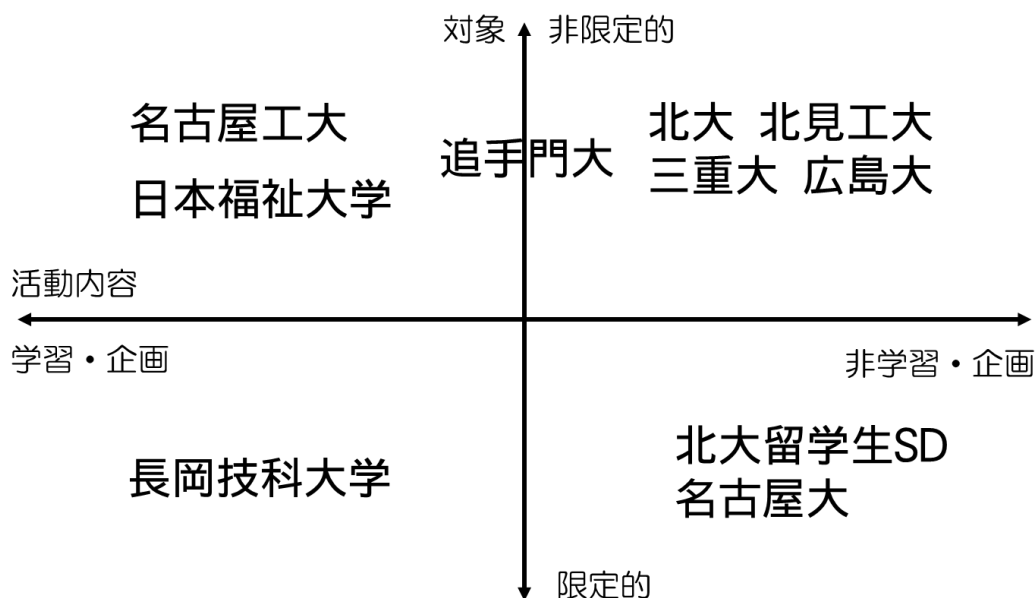 対象 非限定的
名古屋工大
日本福祉大学
追手門大
北大 北見工大
三重大 広島大
活動内容
学習・企画
非学習・企画
長岡技科大学
北大留学生SD
名古屋大
限定的